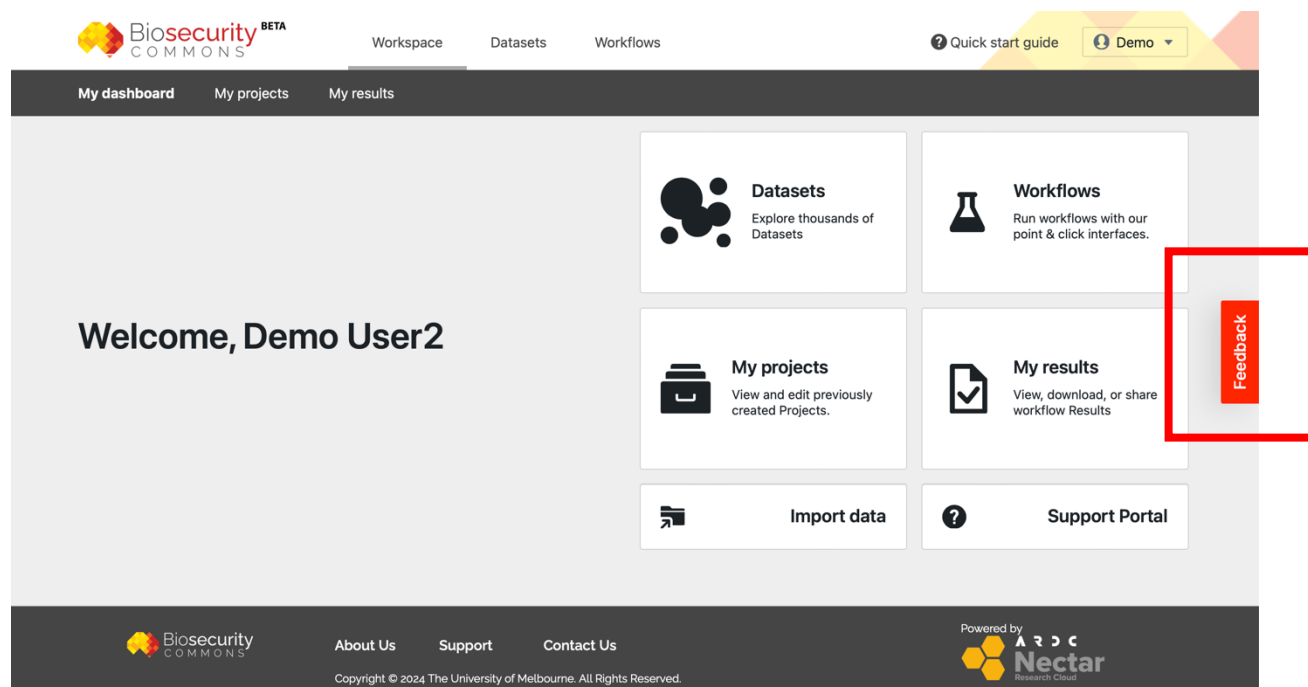 Biosecurity BETA
COMMONS
Workspace
Datasets
Workflows
Quick start guide
Demo
My dashboard
My projects
My results
Datasets
Explore thousands of
Datasets
Workflows
Run workflows with our
point & click interfaces.
Welcome, Demo User2
My projects
View and edit previously
created Projects.
My results
View, download, or share
workflow Results
Feedback
Import data
Support Portal
Biosecurity
COMMONS
About Us
Support
Contact Us
Copyright © 2024 The University of Melbourne. All Rights Reserved.
Powered by
ARDC
Nectar
Research Cloud